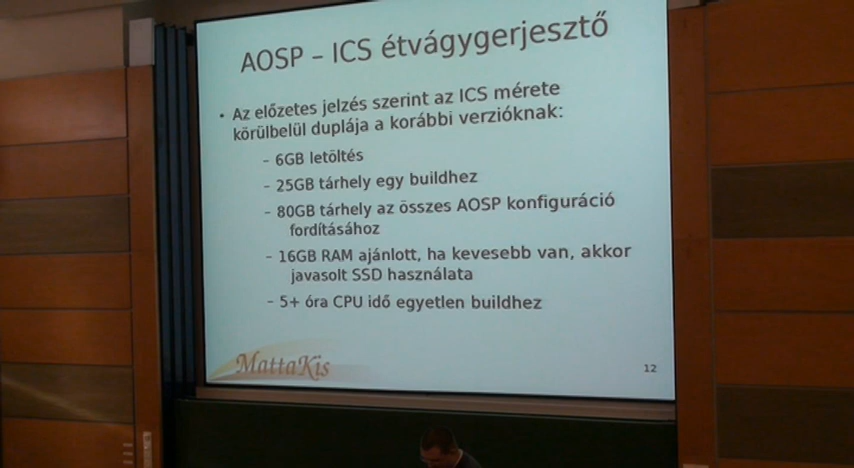 AOSP – ICS étvágygerjesztő
• Az előzetes jelzés szerint az ICS mérete
körülbelül duplája a korábbi verzióknak:
– 6GB letöltés
– 25GB tárhely egy buildhez
– 80GB tárhely az összes AOSP konfiguráció
fordításához
– 16GB RAM ajánlott, ha kevesebb van, akkor
javasolt SSD használata
– 5+ óra CPU idő egyetlen buildhez
MattaKis
12